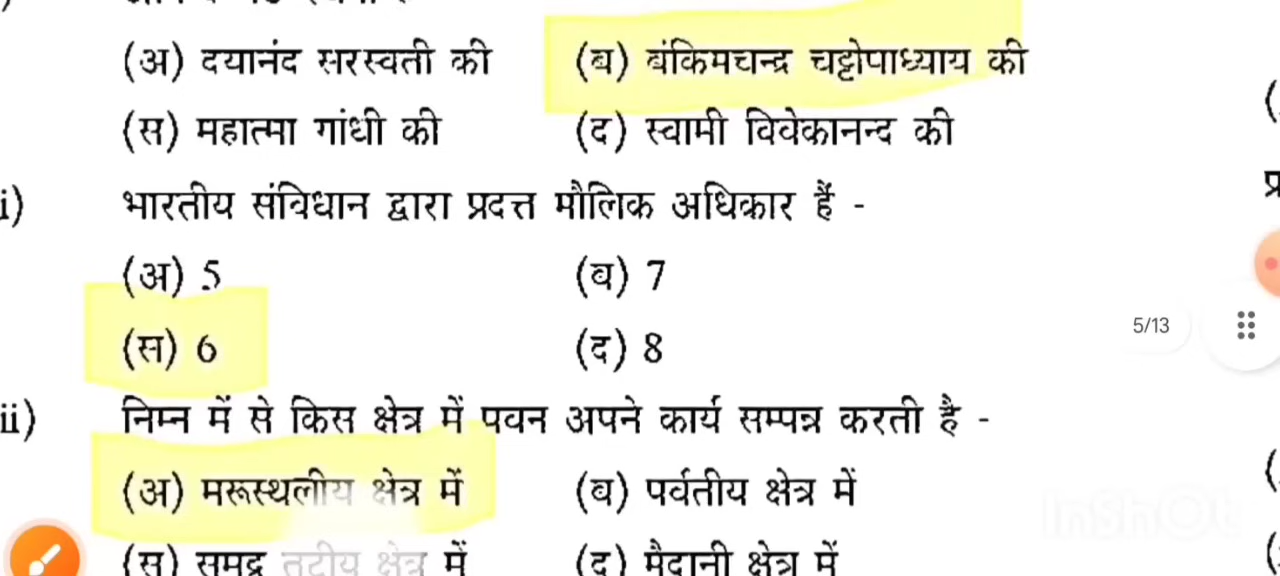 (अ) दयानंद सरस्वती की (ब) बंकिमचन्द्र चट्टोपाध्याय की
(स) महात्मा गांधी की (द) स्वामी विवेकानन्द की
i) भारतीय संविधान द्वारा प्रदत्त मौलिक अधिकार हैं -
(अ) 5 (ब) 7
(स) 6 (द) 8
5/13
ii) निम्न में से किस क्षेत्र में पवन अपने कार्य सम्पन्न करती है -
(अ) मरूस्थलीय क्षेत्र में (ब) पर्वतीय क्षेत्र में
(स) समुद्र तटीय क्षेत्र में (द) मैदानी क्षेत्र में
InShOt